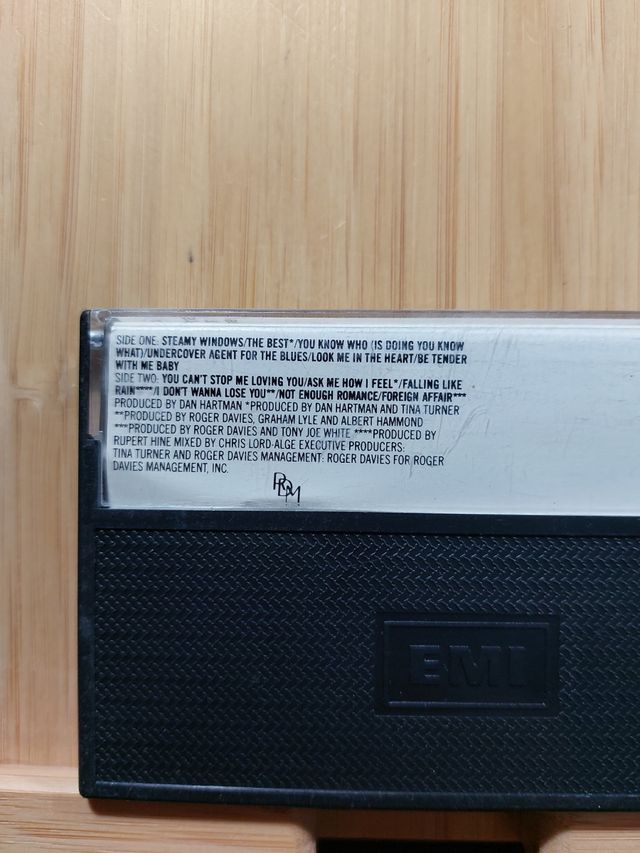 SIDE ONE: STEAMY WINDOWS/THE BEST*/YOU KNOW WHO (IS DOING YOU KNOW
WHAT)/UNDERCOVER AGENT FOR THE BLUES/LOOK ME IN THE HEART/BE TENDER
WITH ME BABY
SIDE TWO: YOU CAN'T STOP ME LOVING YOU/ASK ME HOW I FEEL*/FALLING LIKE
RAIN****/I DON'T WANNA LOSE YOU**/NOT ENOUGH ROMANCE/FOREIGN AFFAIR***
PRODUCED BY DAN HARTMAN *PRODUCED BY DAN HARTMAN AND TINA TURNER
**PRODUCED BY ROGER DAVIES, GRAHAM LYLE AND ALBERT HAMMOND
***PRODUCED BY ROGER DAVIES AND TONY JOE WHITE ****PRODUCED BY
RUPERT HINE MIXED BY CHRIS LORD-ALGE EXECUTIVE PRODUCERS:
TINA TURNER AND ROGER DAVIES MANAGEMENT: ROGER DAVIES FOR ROGER
DAVIES MANAGEMENT, INC.
RDM
EMI